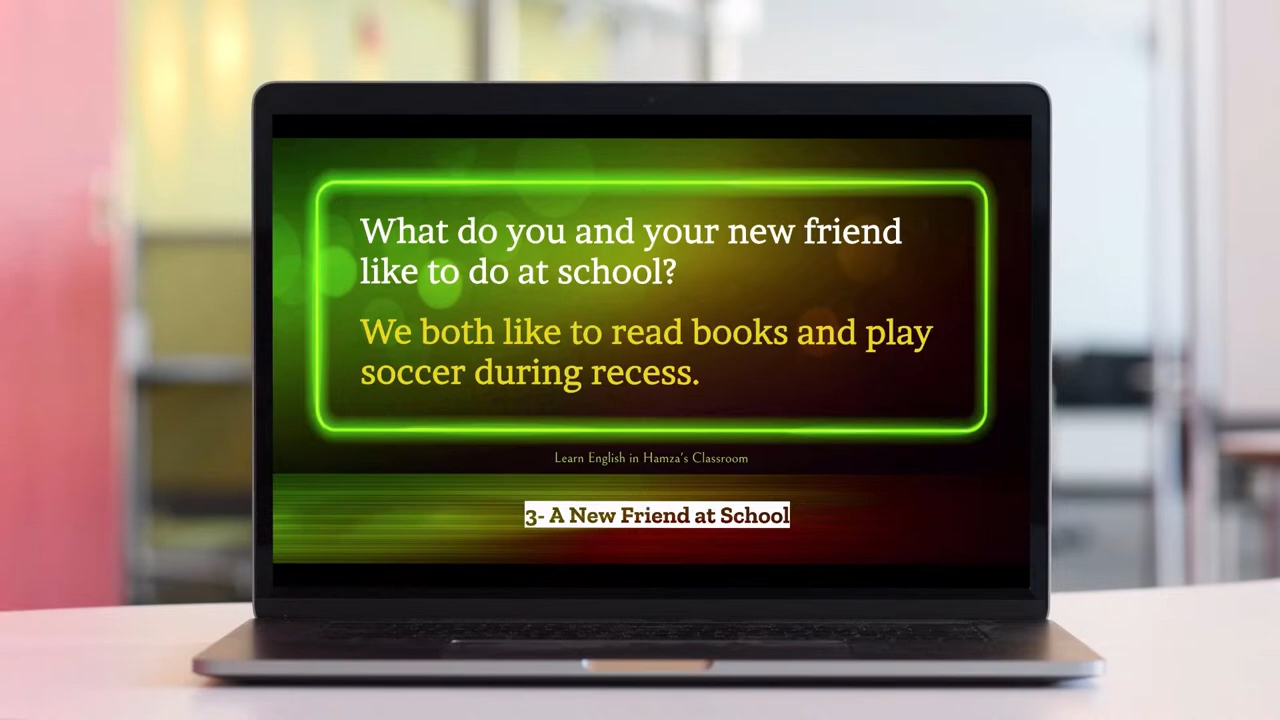 What do you and your new friend
like to do at school?
We both like to read books and play
soccer during recess.
Learn English in Hamza's Classroom
3- A New Friend at School